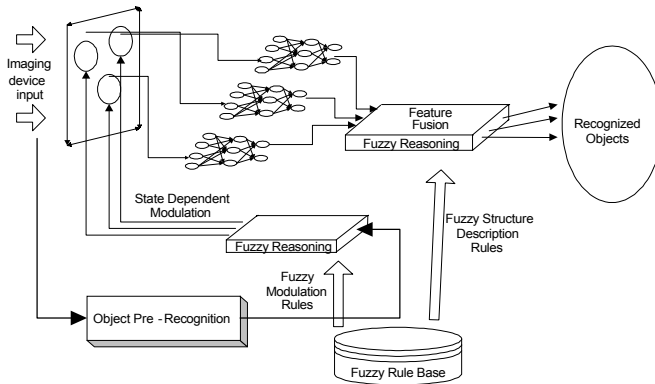 Imaging
device
input
Feature
Fusion
Fuzzy Reasoning
Recognized
Objects
State Dependent
Modulation
Fuzzy Reasoning
Fuzzy Structure
Description
Rules
Fuzzy
Modulation
Rules
Object Pre - Recognition
Fuzzy Rule Base